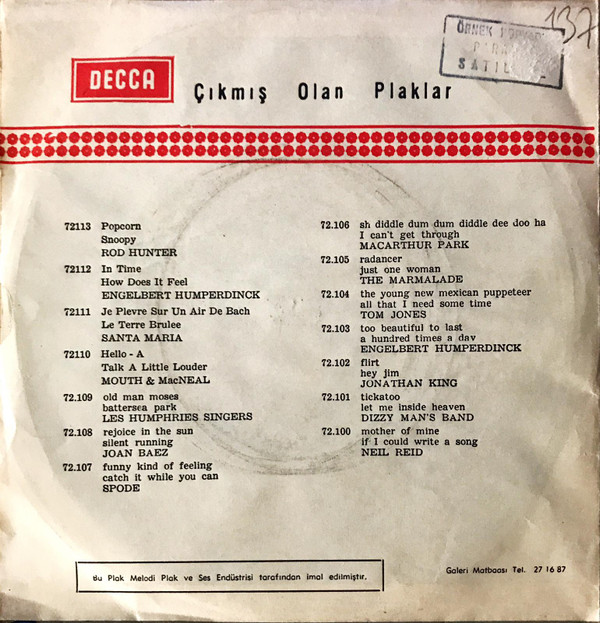 137
ÖRNEK
DECCA
Çıkmış Olan Plaklar
72113 Popcorn
Snoopy
ROD HUNTER
72112 In Time
How Does It Feel
ENGELBERT HUMPERDINCK
72111 Je Plevre Sur Un Air De Bach
Le Terre Brulee
SANTA MARIA
72110 Hello - A
Talk A Little Louder
MOUTH & MacNEAL
72.109 old man moses
battersea park
LES HUMPHRIES SINGERS
72.108 rejoice in the sun
silent running
JOAN BAEZ
72.107 funny kind of feeling
catch it while you can
SPODE
72.106 sh diddle dum dum diddle dee doo ha
I can't get through
MACARTHUR PARK
72.105 radancer
just one woman
THE MARMALADE
72.104 the young new mexican puppeteer
all that I need some time
TOM JONES
72.103 too beautiful to last
a hundred times a dav
ENGELBERT HUMPERDINCK
72.102 flirt
hey jim
JONATHAN KING
72.101 tickatoo
let me inside heaven
DIZZY MAN'S BAND
72.100 mother of mine
if I could write a song
NEIL REID
Bu Plak Melodi Plak ve Ses Endüstrisi tarafından imal edilmiştir.
Galeri Matbaası Tel. 27 16 87